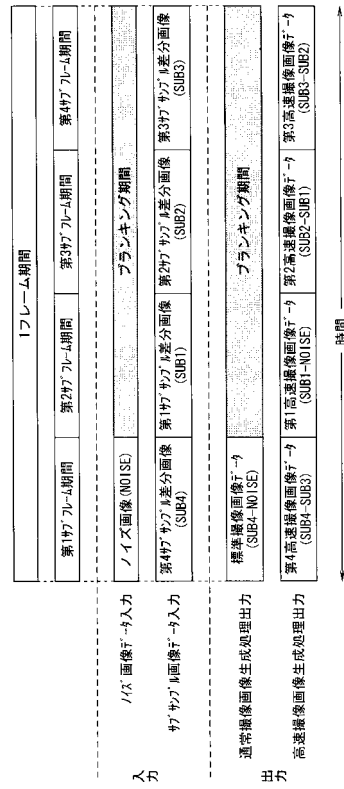 1フレーム期間
第1サブフレーム期間
第2サブフレーム期間
第3サブフレーム期間
第4サブフレーム期間
入力
ノイズ画像データ入力
ノイズ画像(NOISE)
ブランキング期間
サブサンプル画像データ入力
第4サブサンプル差分画像
(SUB4)
第1サブサンプル差分画像
(SUB1)
第2サブサンプル差分画像
(SUB2)
第3サブサンプル差分画像
(SUB3)
出力
通常撮像画像生成処理出力
標準撮像画像データ
(SUB4-NOISE)
ブランキング期間
高速撮像画像生成処理出力
第4高速撮像画像データ
(SUB4-SUB3)
第1高速撮像画像データ
(SUB1-NOISE)
第2高速撮像画像データ
(SUB2-SUB1)
第3高速撮像画像データ
(SUB3-SUB2)
時間